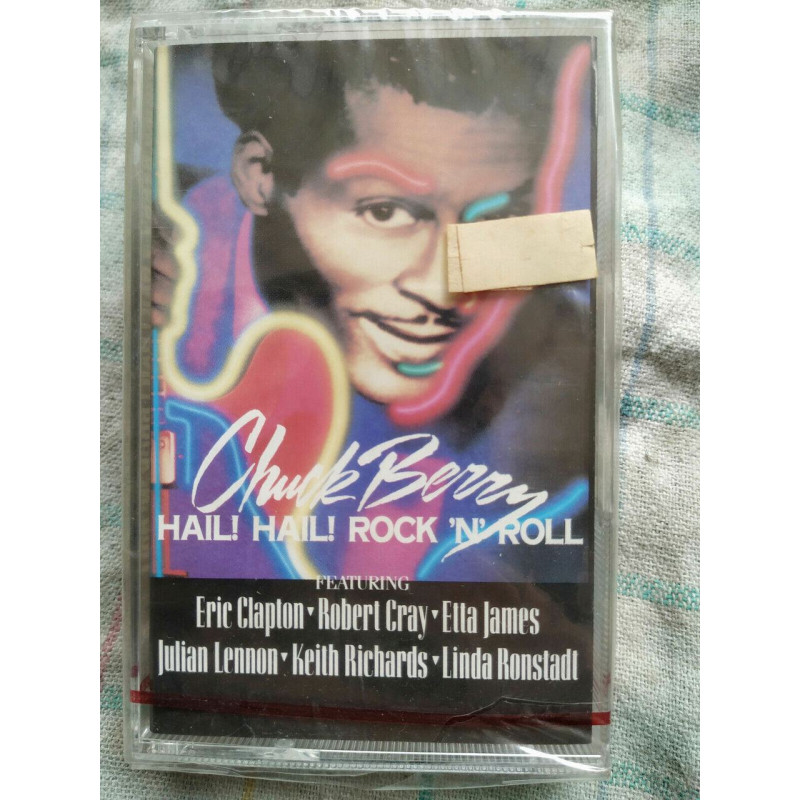 Chuck Berry
HAIL! HAIL! ROCK 'N' ROLL
FEATURING
Eric Clapton ▾ Robert Cray ▾ Etta James
Julian Lennon ▾ Keith Richards ▾ Linda Ronstadt